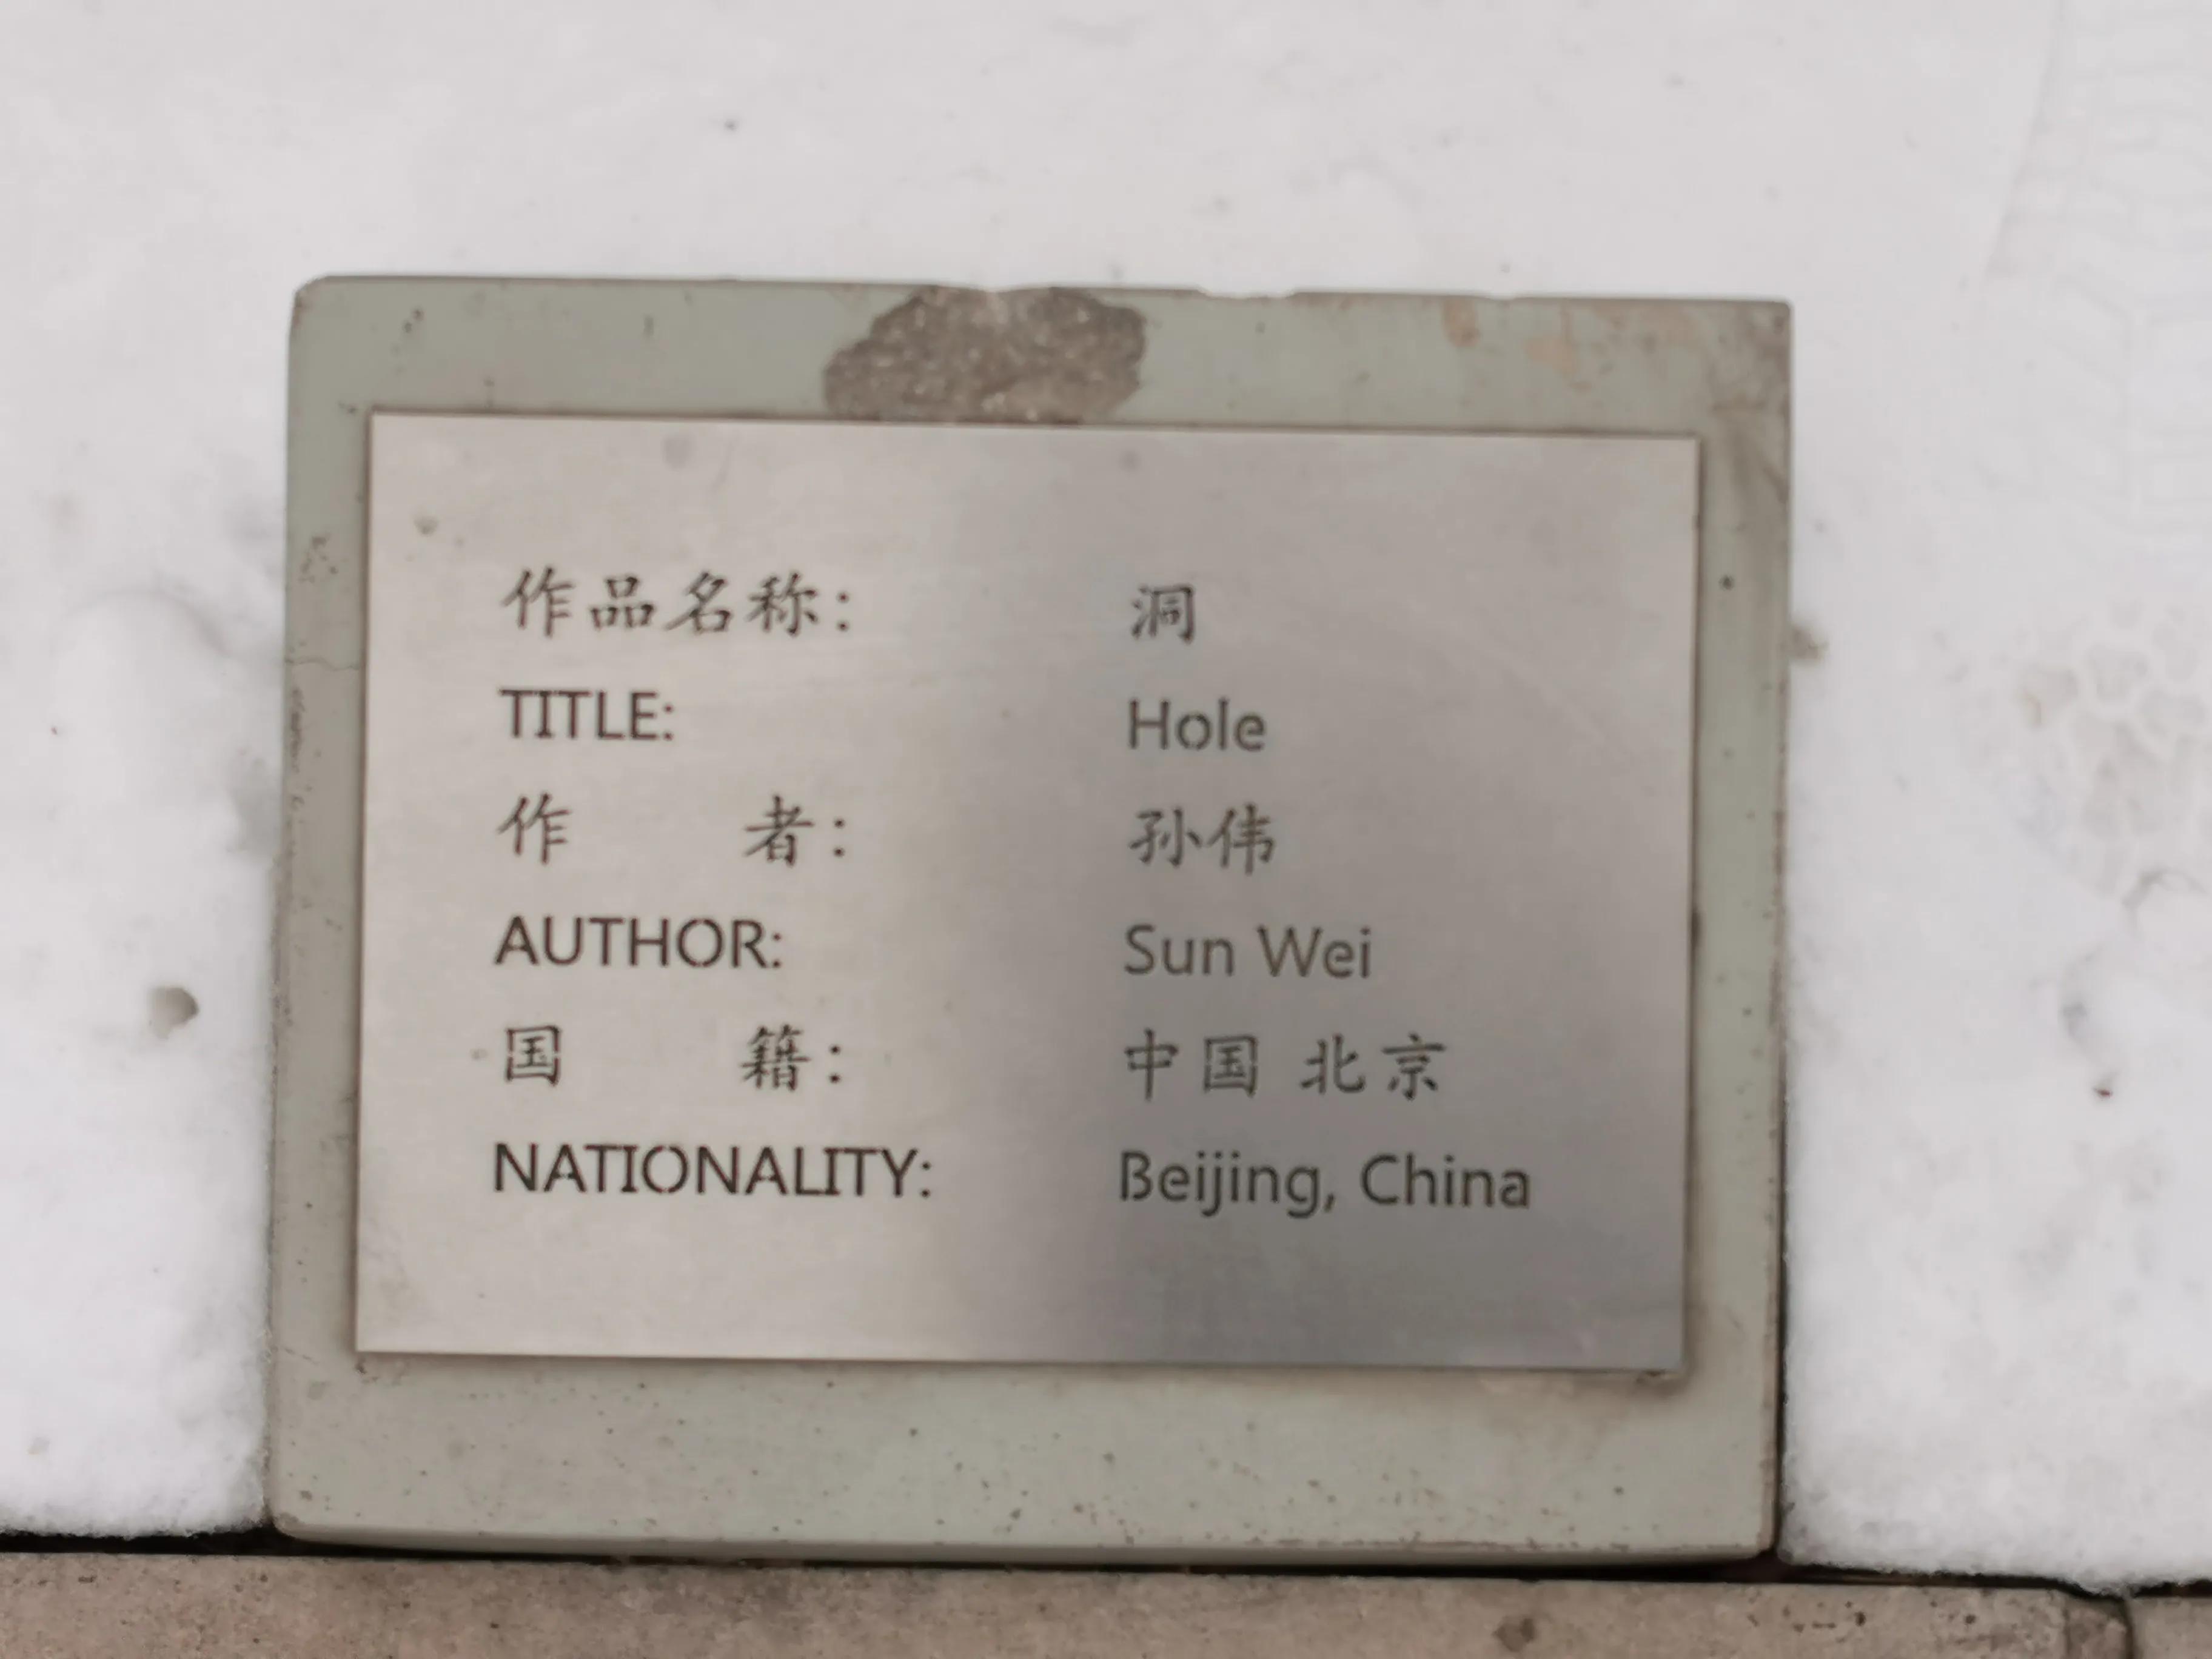 作品名称: 洞
TITLE: Hole
作 者: 孙伟
AUTHOR: Sun Wei
国 籍: 中国 北京
NATIONALITY: Beijing, China